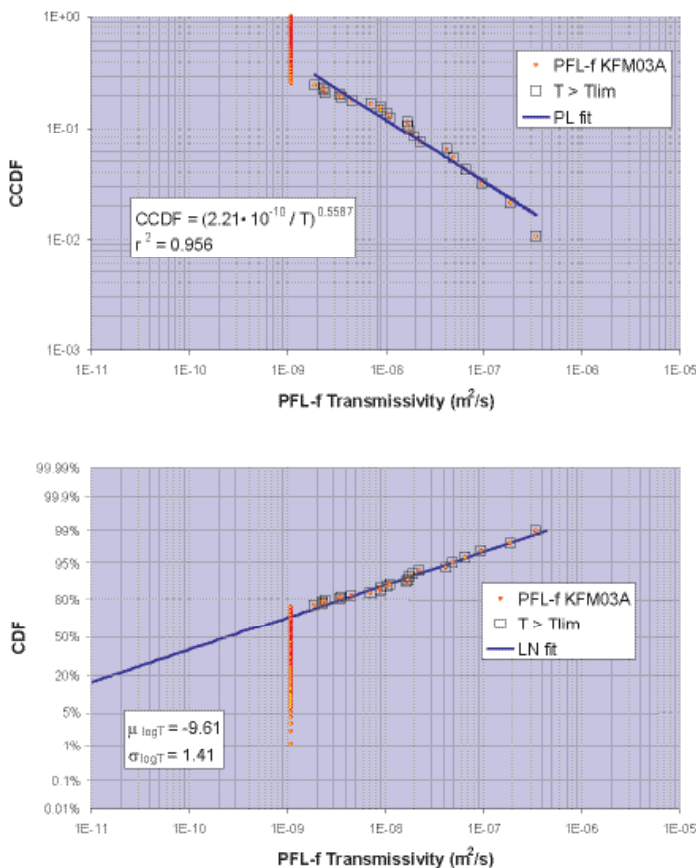 1E+00
1E-01
1E-02
1E-03
CCDF
PFL-f KFM03A
T > Tlim
PL fit
CCDF = (2.21• 10⁻¹⁰ / T)⁰·⁵⁵⁸⁷
r² = 0.956
1E-11 1E-10 1E-09 1E-08 1E-07 1E-06 1E-05
PFL-f Transmissivity (m²/s)
99.99%
99.9%
99%
95%
80%
50%
20%
5%
1%
0.1%
0.01%
CDF
PFL-f KFM03A
T > Tlim
LN fit
μ logT = -9.61
σlogT = 1.41
1E-11 1E-10 1E-09 1E-08 1E-07 1E-06 1E-05
PFL-f Transmissivity (m²/s)